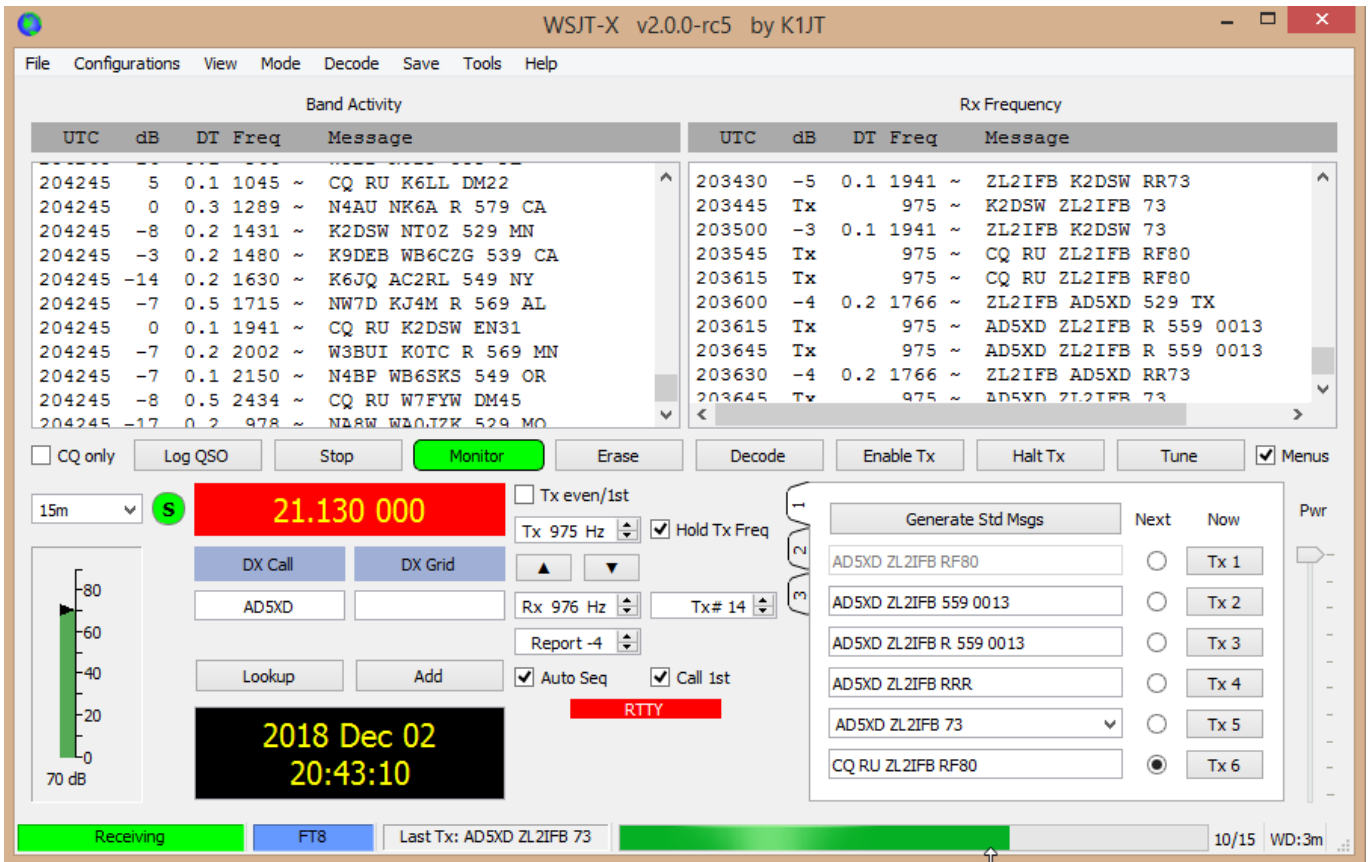 WSJT-X v2.0.0-rc5 by K1JT
File Configurations View Mode Decode Save Tools Help
Band Activity
UTC dB DT Freq Message
204245 5 0.1 1045 ~ CQ RU K6LL DM22
204245 0 0.3 1289 ~ N4AU NK6A R 579 CA
204245 -8 0.2 1431 ~ K2DSW NT0Z 529 MN
204245 -3 0.2 1480 ~ K9DEB WB6CZG 539 CA
204245 -14 0.2 1630 ~ K6JQ AC2RL 549 NY
204245 -7 0.5 1715 ~ NW7D KJ4M R 569 AL
204245 0 0.1 1941 ~ CQ RU K2DSW EN31
204245 -7 0.2 2002 ~ W3BUI K0TC R 569 MN
204245 -7 0.1 2150 ~ N4BP WB6SKS 549 OR
204245 -8 0.5 2434 ~ CQ RU W7FYW DM45
204245 -17 0.2 978 ~ NA8W WA0JZK 529 MO
Rx Frequency
UTC dB DT Freq Message
203430 -5 0.1 1941 ~ ZL2IFB K2DSW RR73
203445 Tx 975 ~ K2DSW ZL2IFB 73
203500 -3 0.1 1941 ~ ZL2IFB K2DSW 73
203545 Tx 975 ~ CQ RU ZL2IFB RF80
203615 Tx 975 ~ CQ RU ZL2IFB RF80
203600 -4 0.2 1766 ~ ZL2IFB AD5XD 529 TX
203615 Tx 975 ~ AD5XD ZL2IFB R 559 0013
203645 Tx 975 ~ AD5XD ZL2IFB R 559 0013
203630 -4 0.2 1766 ~ ZL2IFB AD5XD RR73
203645 Tx 975 ~ AD5XD ZL2IFB 73
CQ only Log QSO Stop Monitor Erase Decode Enable Tx Halt Tx Tune Menus
15m S 21.130 000
DX Call DX Grid
AD5XD
Lookup Add
-80
-60
-40
-20
-0
70 dB
2018 Dec 02
20:43:10
Tx even/1st
Tx 975 Hz Hold Tx Freq
Rx 976 Hz Tx# 14
Report -4
Auto Seq Call 1st
RTTY
1
2
3
Generate Std Msgs Next Now Pwr
AD5XD ZL2IFB RF80 Tx 1
AD5XD ZL2IFB 559 0013 Tx 2
AD5XD ZL2IFB R 559 0013 Tx 3
AD5XD ZL2IFB RRR Tx 4
AD5XD ZL2IFB 73 Tx 5
CQ RU ZL2IFB RF80 Tx 6
Receiving FT8 Last Tx: AD5XD ZL2IFB 73 10/15 WD:3m